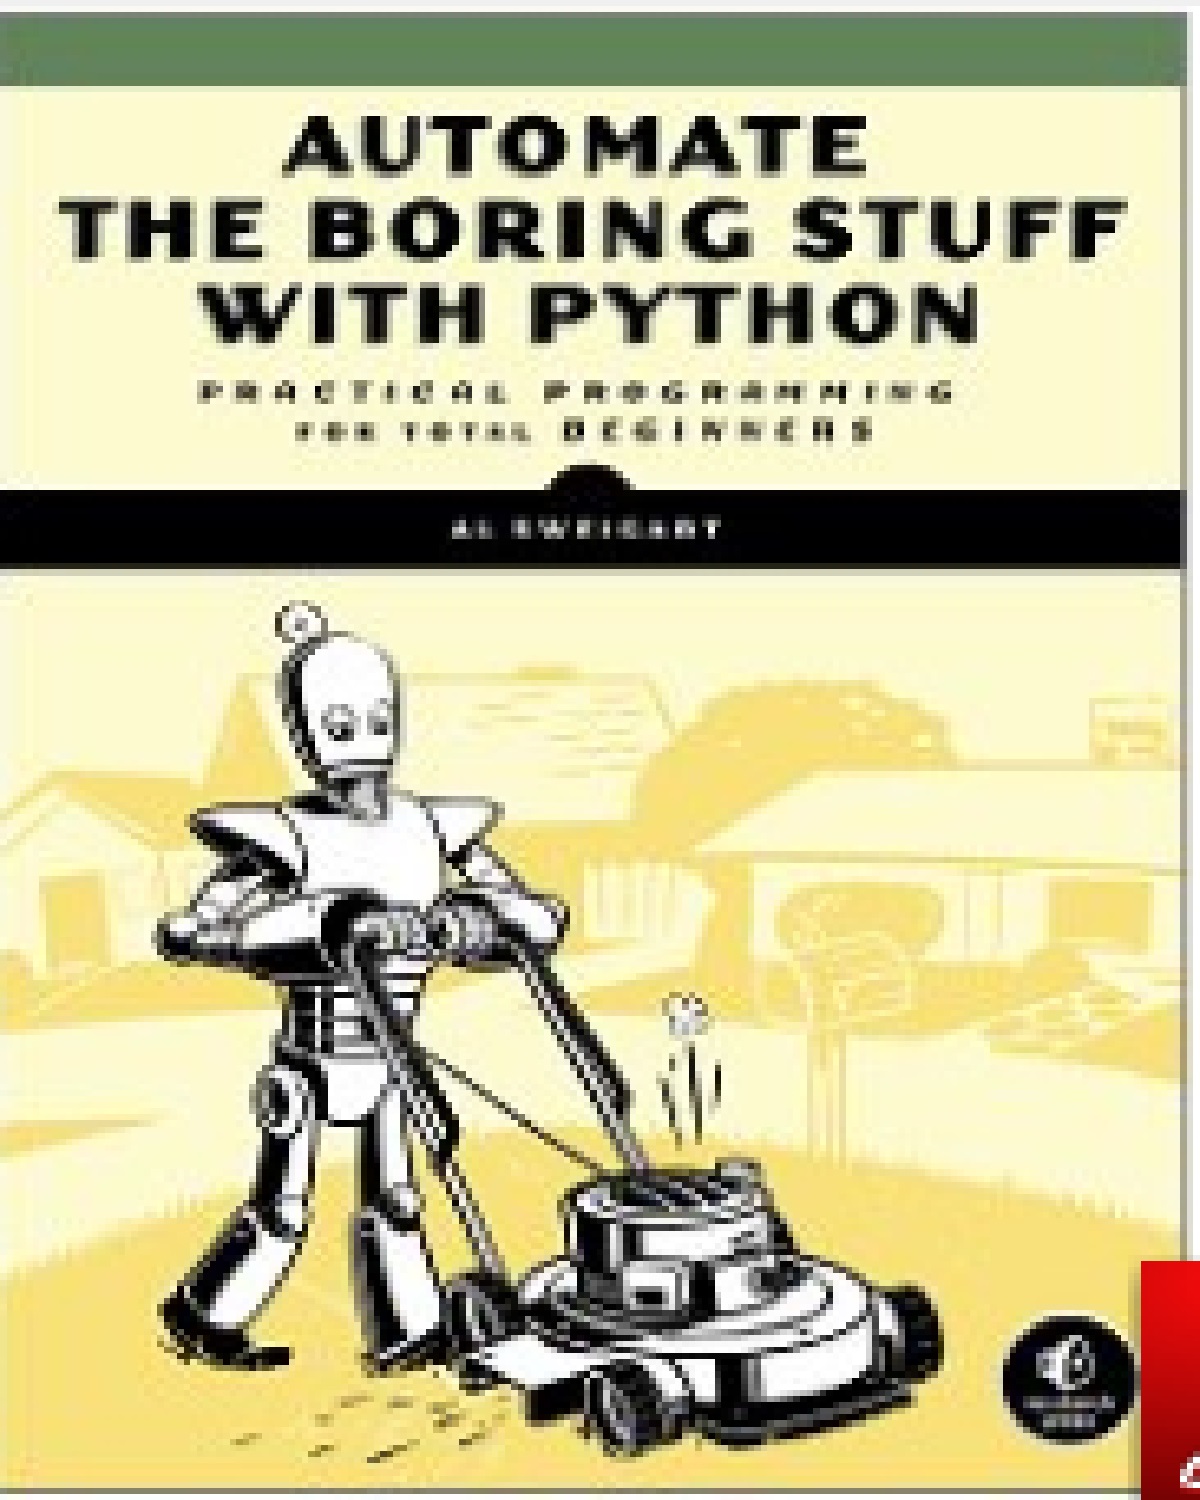 AUTOMATE
THE BORING STUFF
WITH PYTHON
PRACTICAL PROGRAMMING
FOR TOTAL BEGINNERS
AL SWEIGART